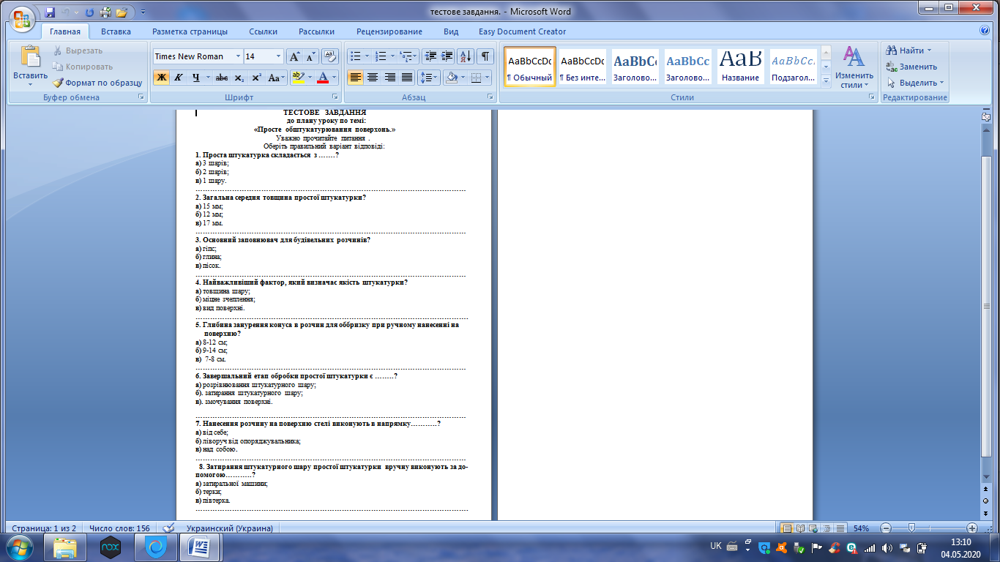 тестове завдання. - Microsoft Word
Главная Вставка Разметка страницы Ссылки Рассылки Рецензирование Вид Easy Document Creator
Вставить
Вырезать
Копировать
Формат по образцу
Буфер обмена
Times New Roman 14
Ж К Ч abc x₂ x² Aa
Шрифт
Абзац
AaBbCcDc AaBbCcDc AaBbC AaBbCc AaB AaBbCc.
¶ Обычный ¶ Без инте... Заголово... Заголово... Название Подзагол...
Изменить стили
Стили
Найти
Заменить
Выделить
Редактирование
ТЕСТОВЕ ЗАВДАННЯ
до плану уроку по темі:
«Просте обштукатурювання поверхонь.»
Уважно прочитайте питання .
Оберіть правильний варіант відповіді:
1. Проста штукатурка складається з …….?
а) 3 шарів;
б) 2 шарів;
в) 1 шару.
2. Загальна середня товщина простої штукатурки?
а) 15 мм;
б) 12 мм;
в) 17 мм.
3. Основний заповнювач для будівельних розчинів?
а) гіпс;
б) глина;
в) пісок.
4. Найважливіший фактор, який визначає якість штукатурки?
а) товщина шару;
б) міцне зчеплення;
в) вид поверхні.
5. Глибина занурення конуса в розчин для оббризку при ручному нанесенні на
поверхню?
а) 8-12 см;
б) 9-14 см;
в) 7-8 см.
6. Завершальний етап обробки простої штукатурки є ……..?
а) розрівнювання штукатурного шару;
б). затирання штукатурного шару;
в). змочування поверхні.
7. Нанесення розчину на поверхню стелі виконують в напрямку………..?
а) від себе;
б) ліворуч від опоряджувальника;
в) над собою.
8. Затирання штукатурного шару простої штукатурки вручну виконують за до-
помогою………..?
а) затиральної машини;
б) терки;
в) півтерка.
Страница: 1 из 2 Число слов: 156 Украинский (Украина) 54%
nox
UK
13:10
04.05.2020